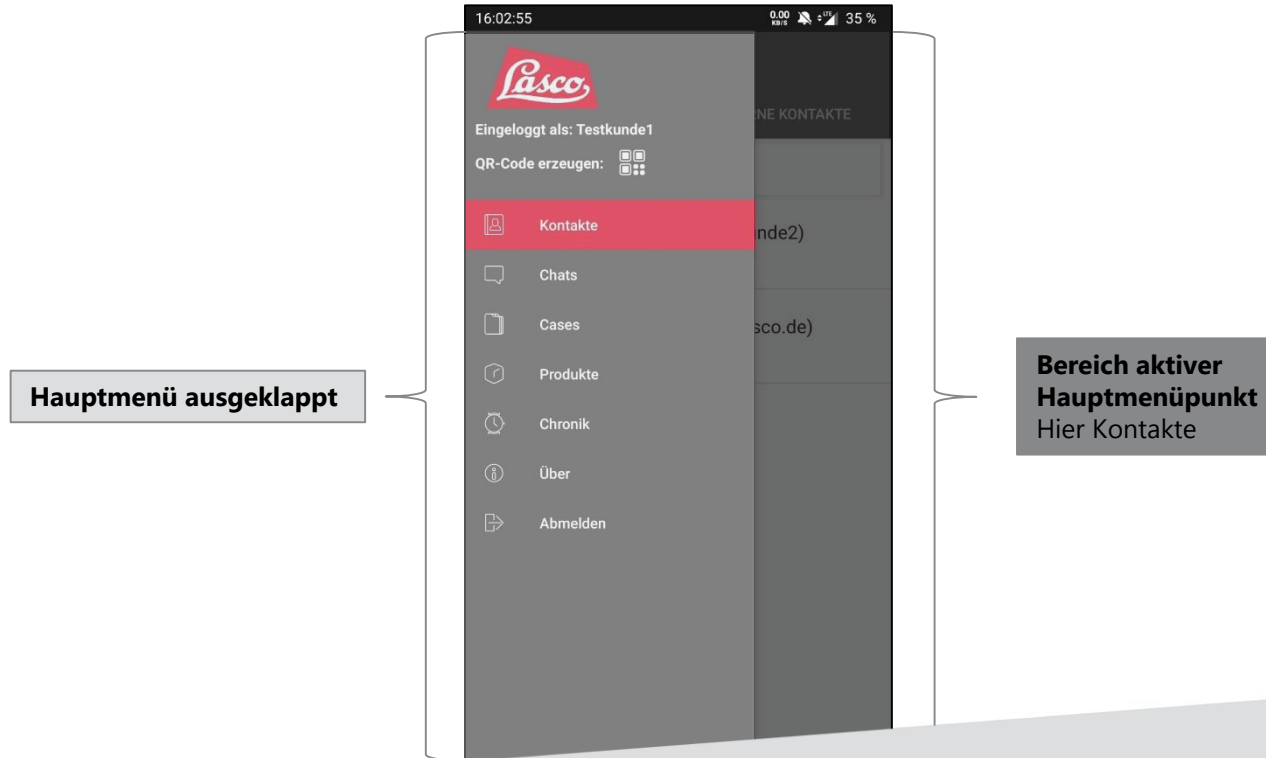 16:02:55
0.00 KB/S LTE 35 %
Lasco
NE KONTAKTE
Eingeloggt als: Testkunde1
QR-Code erzeugen:
Kontakte
nde2)
Chats
Cases
sco.de)
Produkte
Chronik
Über
Abmelden
Hauptmenü ausgeklappt
Bereich aktiver
Hauptmenüpunkt
Hier Kontakte